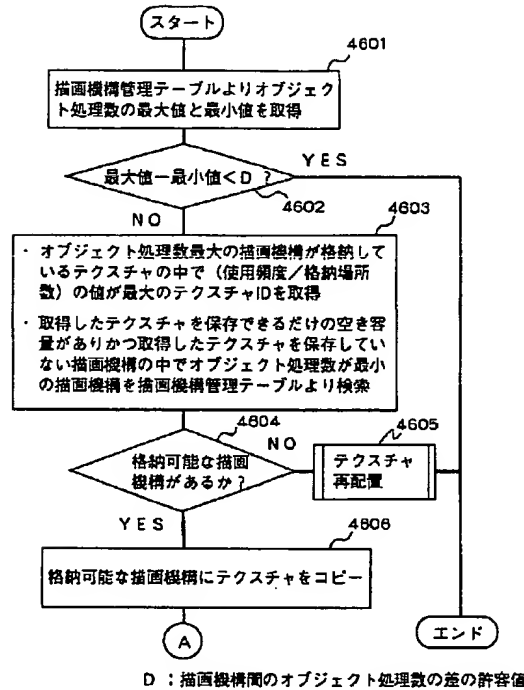 スタート
4601
描画機構管理テーブルよりオブジェク
ト処理数の最大値と最小値を取得
YES
最大値ー最小値<D ?
4602
NO
4603
・ オブジェクト処理数最大の描画機構が格納して
いるテクスチャの中で(使用頻度/格納場所
数)の値が最大のテクスチャIDを取得
・ 取得したテクスチャを保存できるだけの空き容
量がありかつ取得したテクスチャを保存してい
ない描画機構の中でオブジェクト処理数が最小
の描画機構を描画機構管理テーブルより検索
4604
NO
4605
格納可能な描画
機構があるか?
テクスチャ
再配置
YES
4606
格納可能な描画機構にテクスチャをコピー
A
エンド
D :描画機構間のオブジェクト処理数の差の許容値